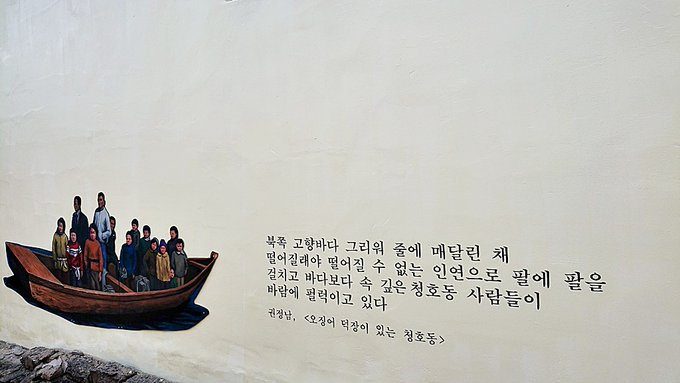 북쪽 고향바다 그리워 줄에 매달린 채
떨어질래야 떨어질 수 없는 인연으로 팔에 팔을
걸치고 바다보다 속 깊은 청호동 사람들이
바람에 펄럭이고 있다
권정남, <오징어 덕장이 있는 청호동>